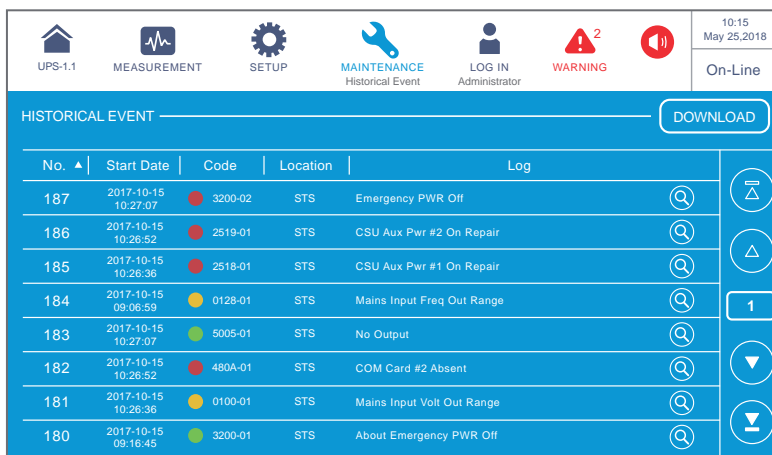 UPS-1.1
MEASUREMENT
SETUP
MAINTENANCE
Historical Event
LOG IN
Administrator
2
WARNING
10:15
May 25,2018
On-Line
HISTORICAL EVENT
DOWNLOAD
No. Start Date Code Location Log
187 2017-10-15 10:27:07 3200-02 STS Emergency PWR Off
186 2017-10-15 10:26:52 2519-01 STS CSU Aux Pwr #2 On Repair
185 2017-10-15 10:26:36 2518-01 STS CSU Aux Pwr #1 On Repair
184 2017-10-15 09:06:59 0128-01 STS Mains Input Freq Out Range
183 2017-10-15 10:27:07 5005-01 STS No Output
182 2017-10-15 10:26:52 480A-01 STS COM Card #2 Absent
181 2017-10-15 10:26:36 0100-01 STS Mains Input Volt Out Range
180 2017-10-15 09:16:45 3200-01 STS About Emergency PWR Off
1